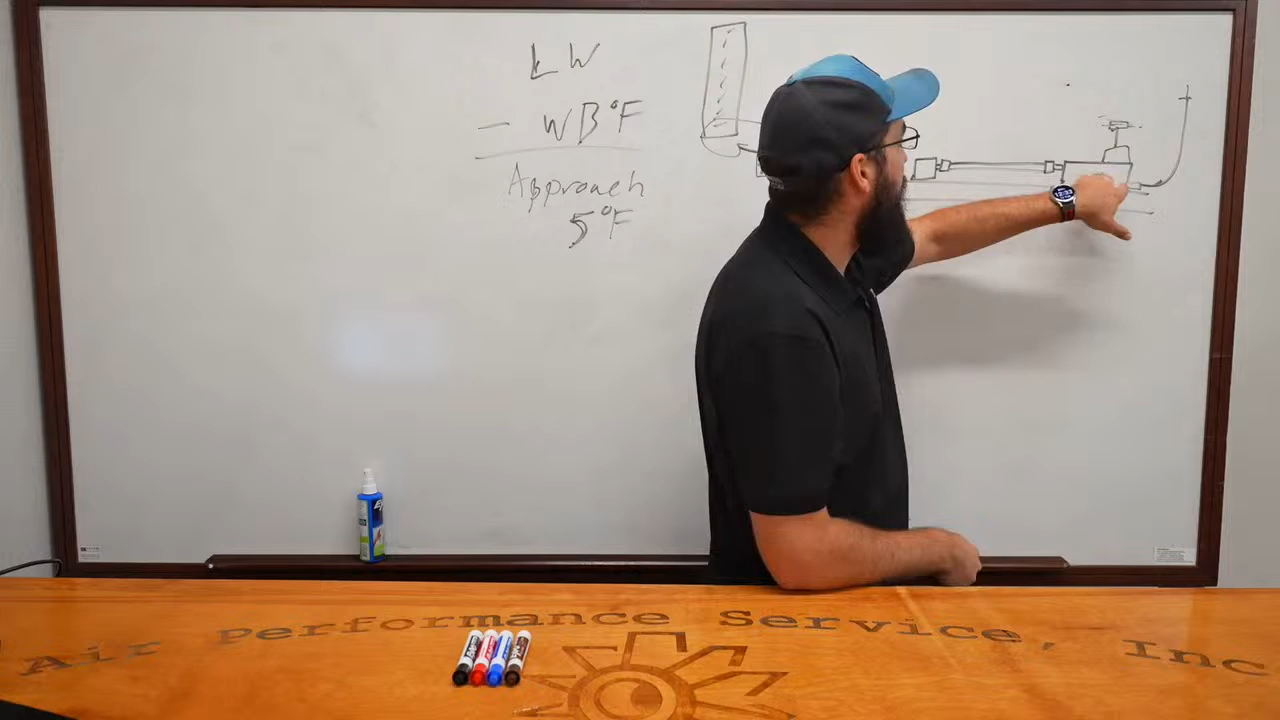 LW
- WB°F
Approach
5°F
Air Performance Service, Inc